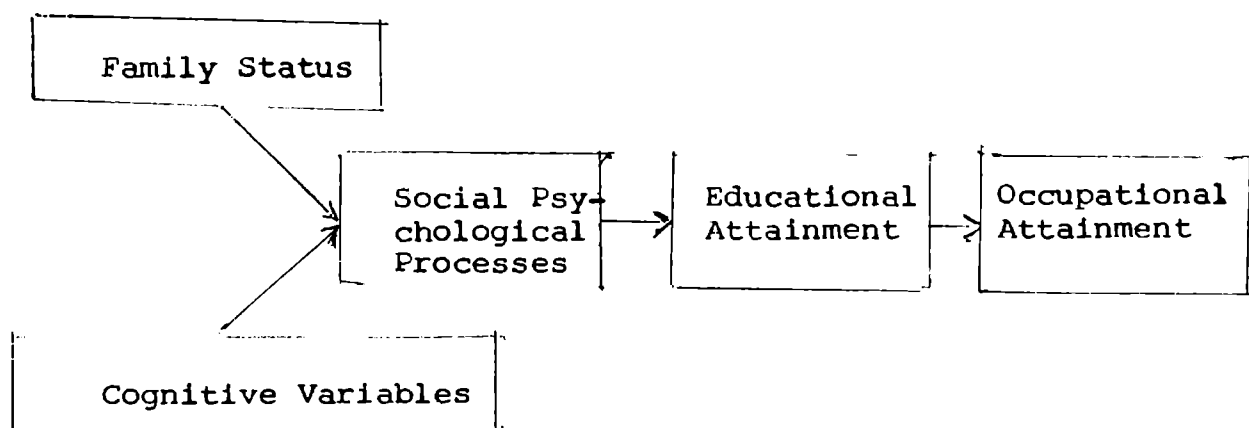 Family Status
Social Psy-
chological
Processes
Educational
Attainment
Occupational
Attainment
Cognitive Variables